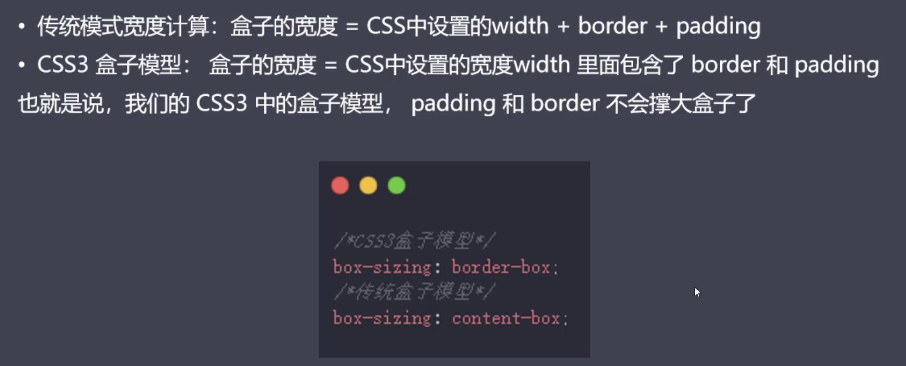 • 传统模式宽度计算：盒子的宽度 = CSS中设置的width + border + padding
• CSS3 盒子模型： 盒子的宽度 = CSS中设置的宽度width 里面包含了 border 和 padding
也就是说，我们的 CSS3 中的盒子模型， padding 和 border 不会撑大盒子了
/*CSS3盒子模型*/
box-sizing: border-box;
/*传统盒子模型*/
box-sizing: content-box;